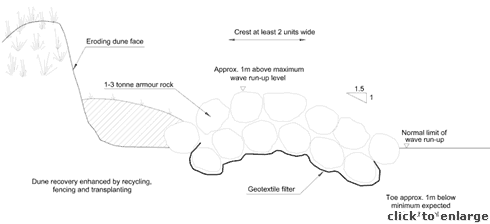 Eroding dune face
Crest at least 2 units wide
Approx. 1m above maximum
wave run-up level
1-3 tonne armour rock
1.5
1
Normal limit of
wave run-up
Dune recovery enhanced by recycling,
fencing and transplanting
Geotextile filter
Toe approx. 1m below
minimum expected
click to enlarge